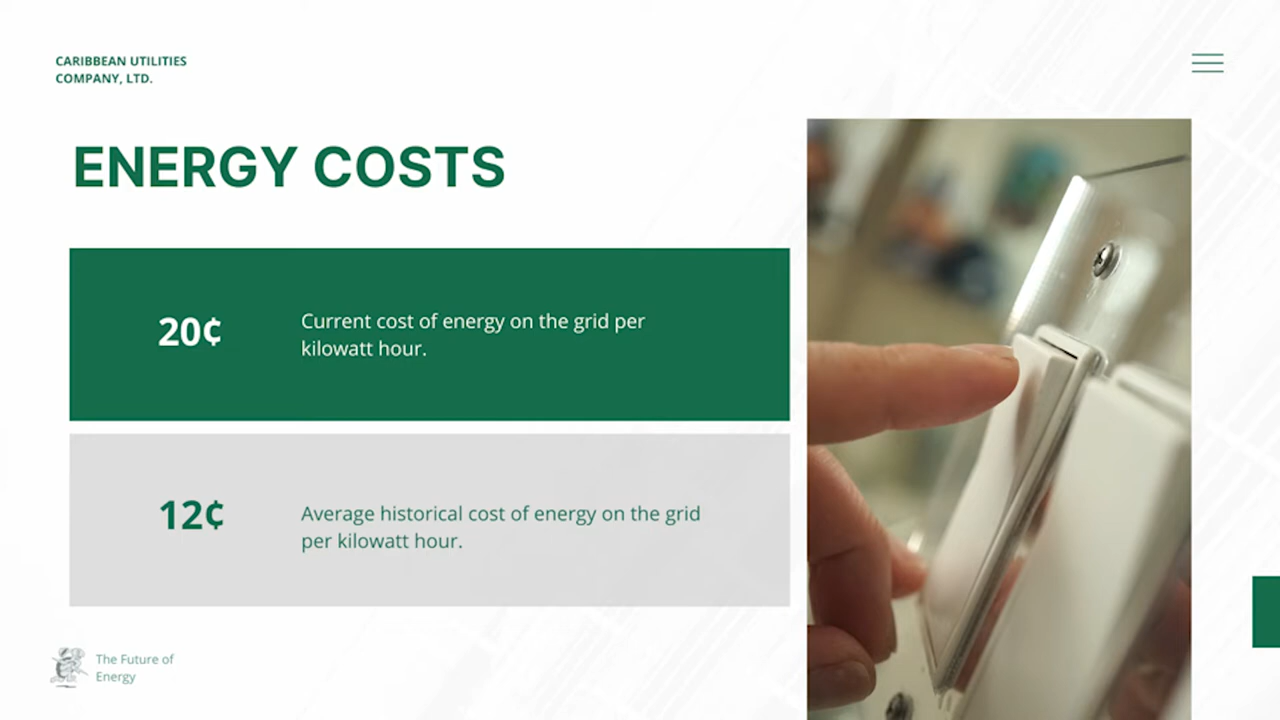 CARIBBEAN UTILITIES
COMPANY, LTD.
ENERGY COSTS
20¢
Current cost of energy on the grid per
kilowatt hour.
12¢
Average historical cost of energy on the grid
per kilowatt hour.
The Future of
Energy